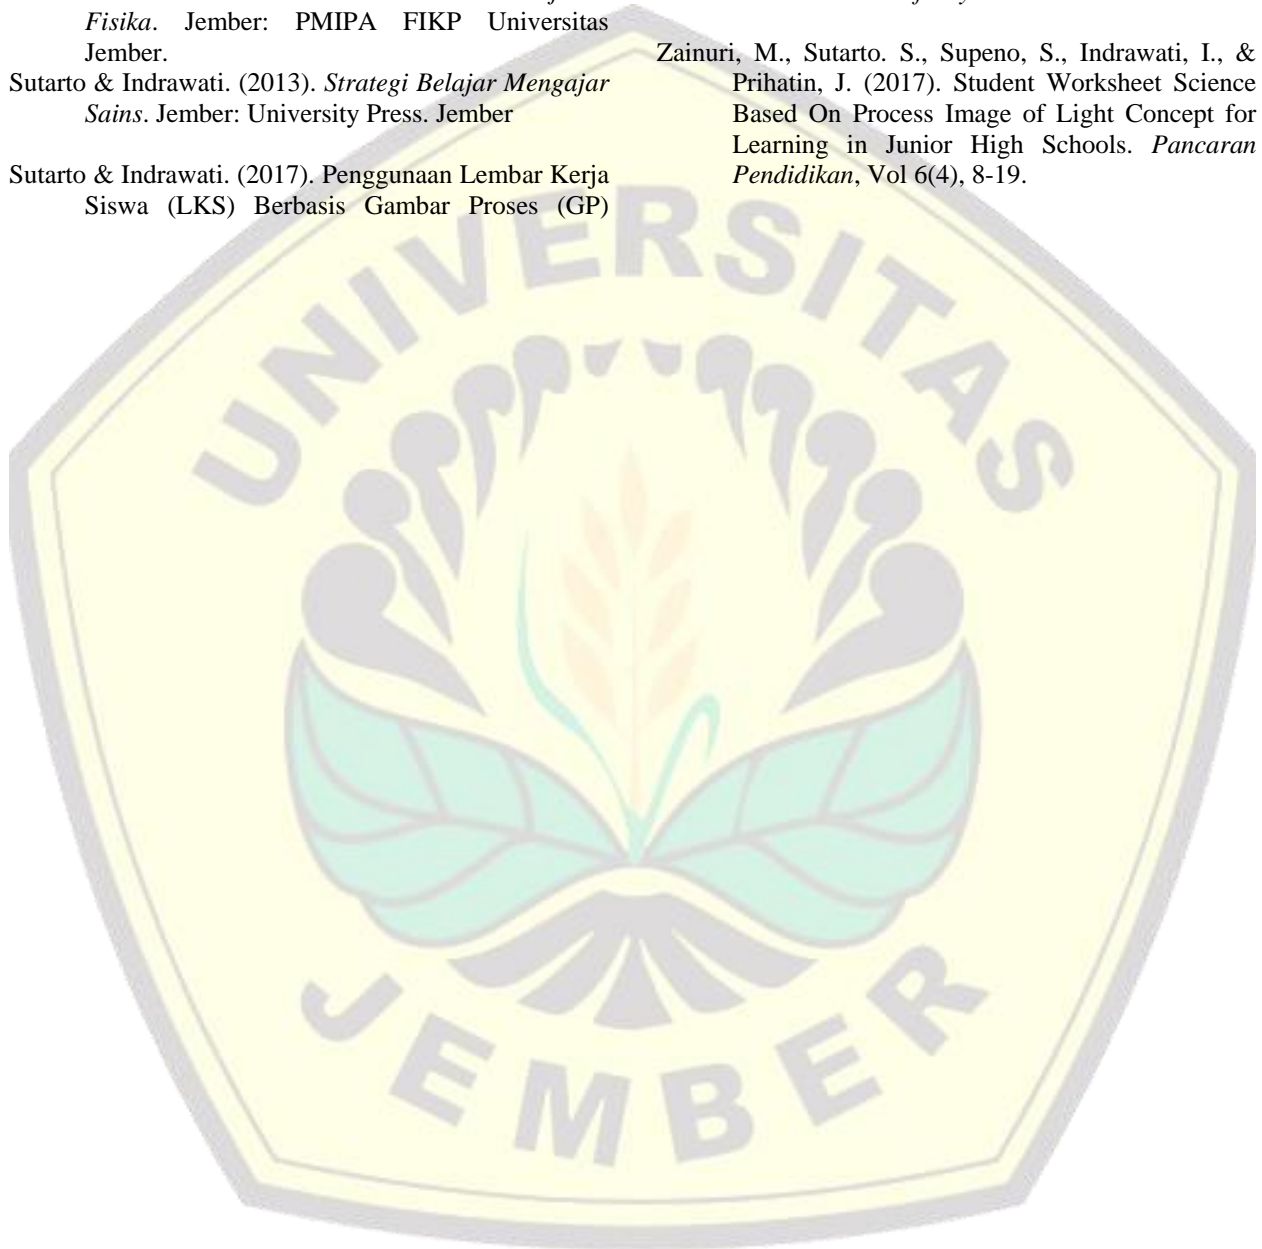 Fisika. Jember: PMIPA FIKP Universitas
Jember.
Sutarto & Indrawati. (2013). Strategi Belajar Mengajar
Sains. Jember: University Press. Jember
Sutarto & Indrawati. (2017). Penggunaan Lembar Kerja
Siswa (LKS) Berbasis Gambar Proses (GP)
Zainuri, M., Sutarto. S., Supeno, S., Indrawati, I., &
Prihatin, J. (2017). Student Worksheet Science
Based On Process Image of Light Concept for
Learning in Junior High Schools. Pancaran
Pendidikan, Vol 6(4), 8-19.
UNIVERSITAS
JEMBER